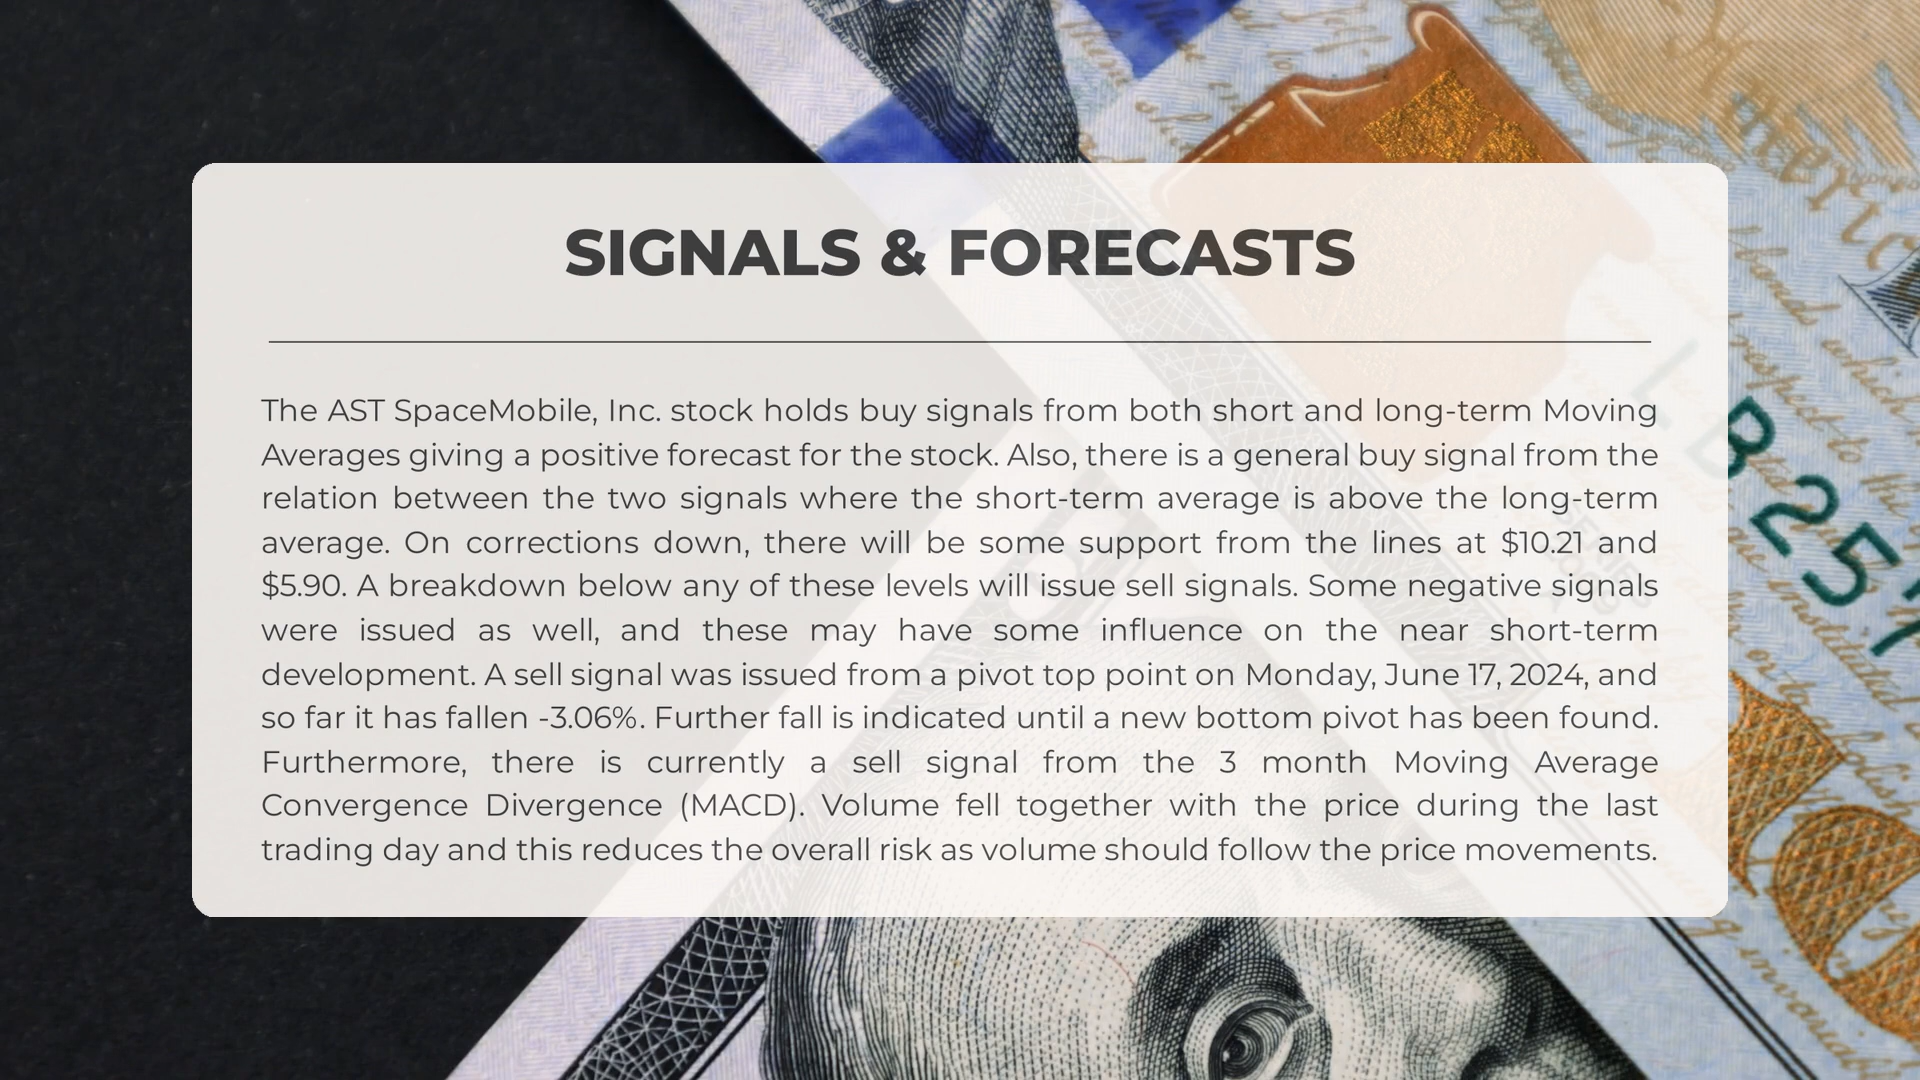 SIGNALS & FORECASTS
The AST SpaceMobile, Inc. stock holds buy signals from both short and long-term Moving
Averages giving a positive forecast for the stock. Also, there is a general buy signal from the
relation between the two signals where the short-term average is above the long-term
average. On corrections down, there will be some support from the lines at $10.21 and
$5.90. A breakdown below any of these levels will issue sell signals. Some negative signals
were issued as well, and these may have some influence on the near short-term
development. A sell signal was issued from a pivot top point on Monday, June 17, 2024, and
so far it has fallen -3.06%. Further fall is indicated until a new bottom pivot has been found.
Furthermore, there is currently a sell signal from the 3 month Moving Average
Convergence Divergence (MACD). Volume fell together with the price during the last
trading day and this reduces the overall risk as volume should follow the price movements.